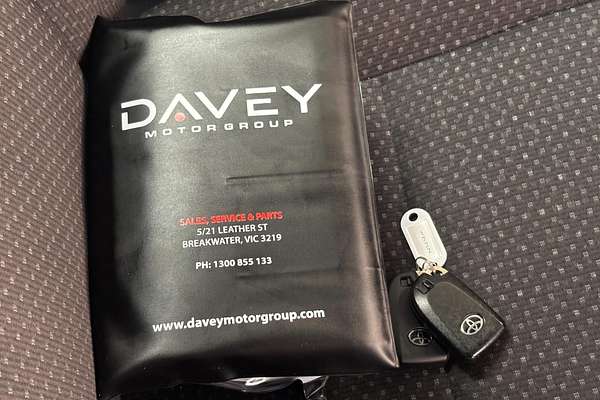 DAVEY
MOTOR GROUP
SALES, SERVICE & PARTS
5/21 LEATHER ST
BREAKWATER, VIC 3219
PH: 1300 855 133
www.daveymotorgroup.com